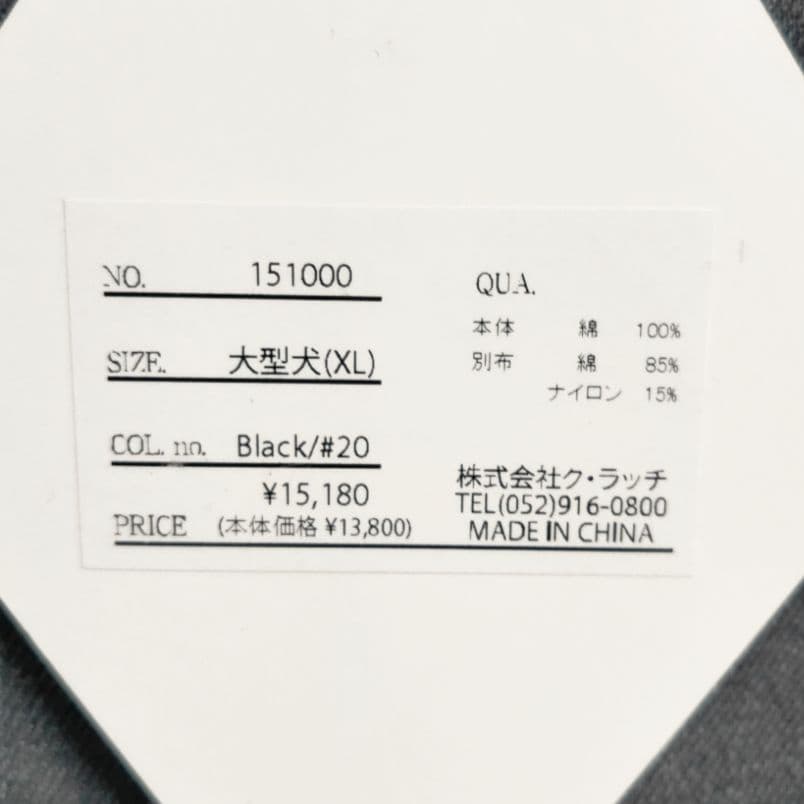 NO. 151000
SIZE. 大型犬(XL)
COL. no. Black/#20
¥15,180
PRICE (本体価格 ¥13,800)
QUA.
本体 綿 100%
別布 綿 85%
ナイロン 15%
株式会社ク・ラッチ
TEL(052)916-0800
MADE IN CHINA